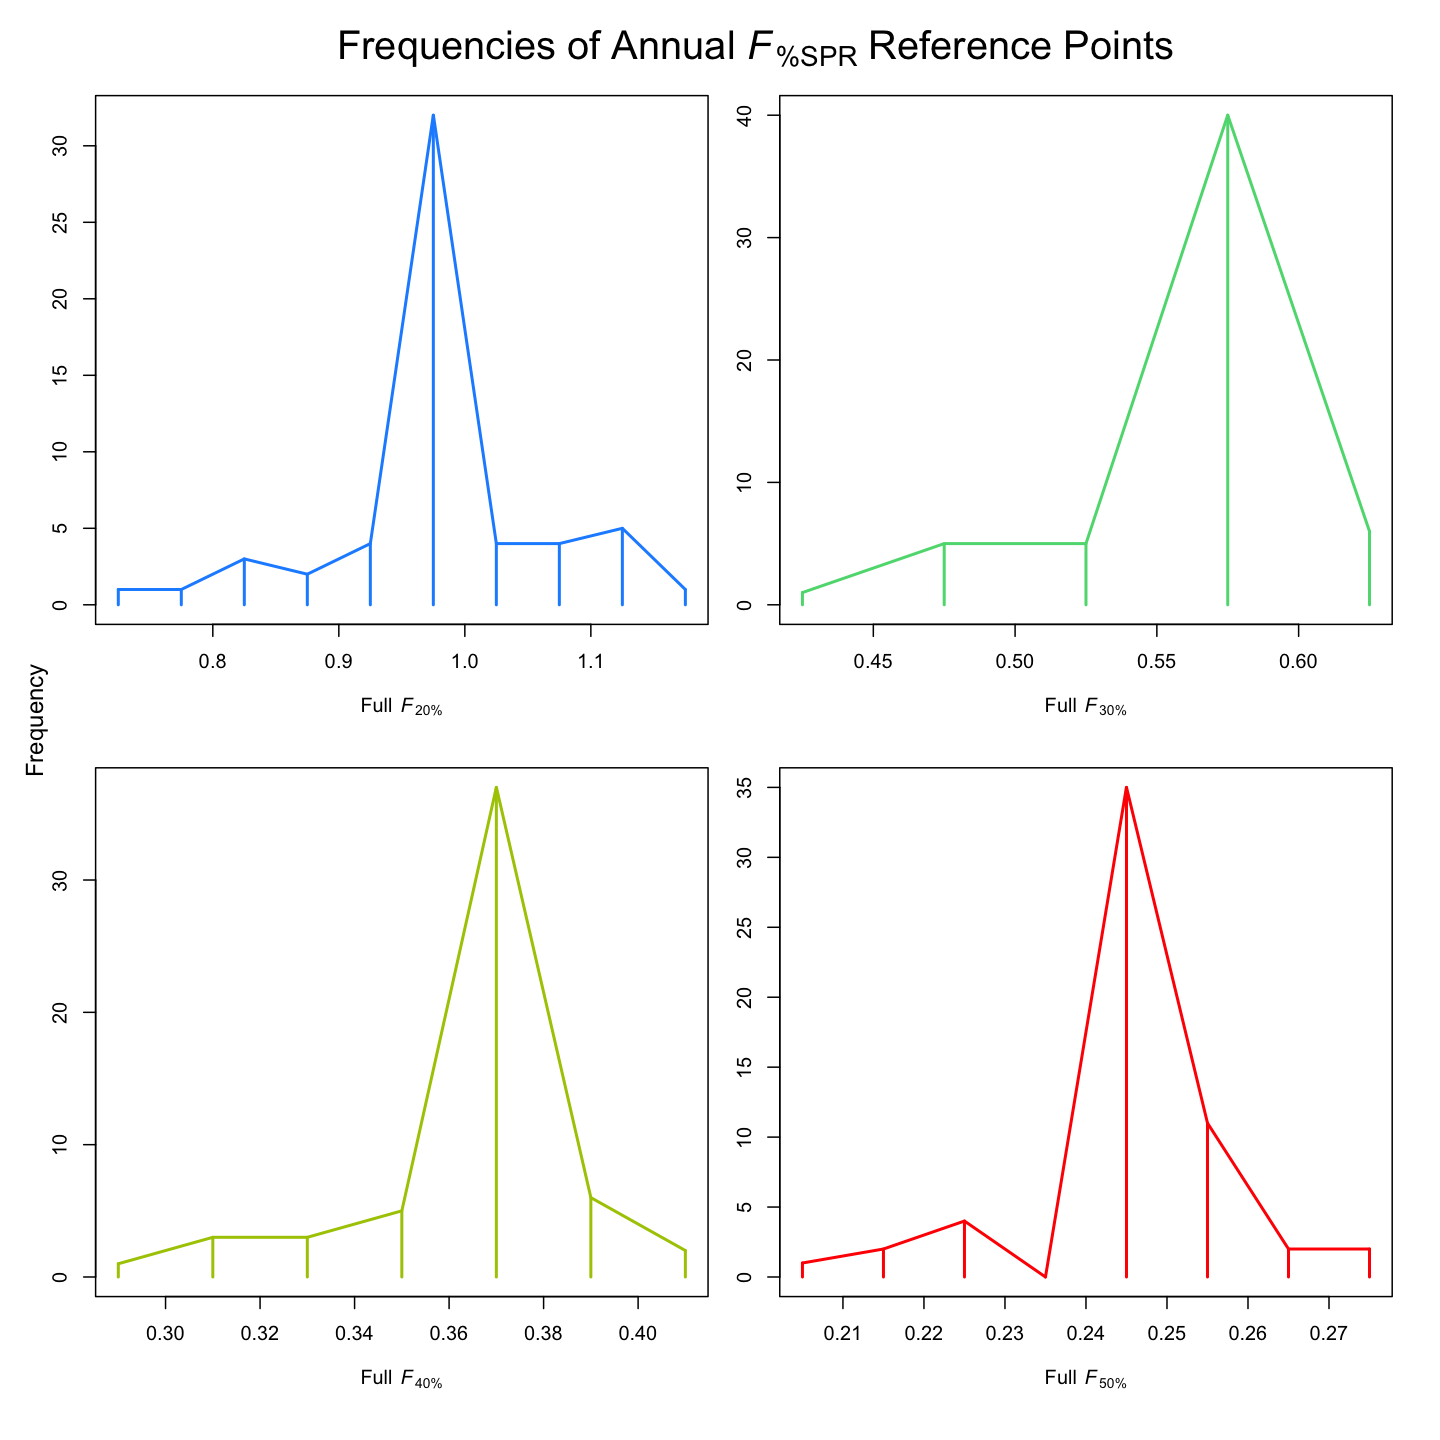 Frequencies of Annual F%SPR Reference Points
Frequency
0 5 10 15 20 25 30
0.8 0.9 1.0 1.1
Full F20%
0 10 20 30 40
0.45 0.50 0.55 0.60
Full F30%
0 10 20 30
0.30 0.32 0.34 0.36 0.38 0.40
Full F40%
0 5 10 15 20 25 30 35
0.21 0.22 0.23 0.24 0.25 0.26 0.27
Full F50%